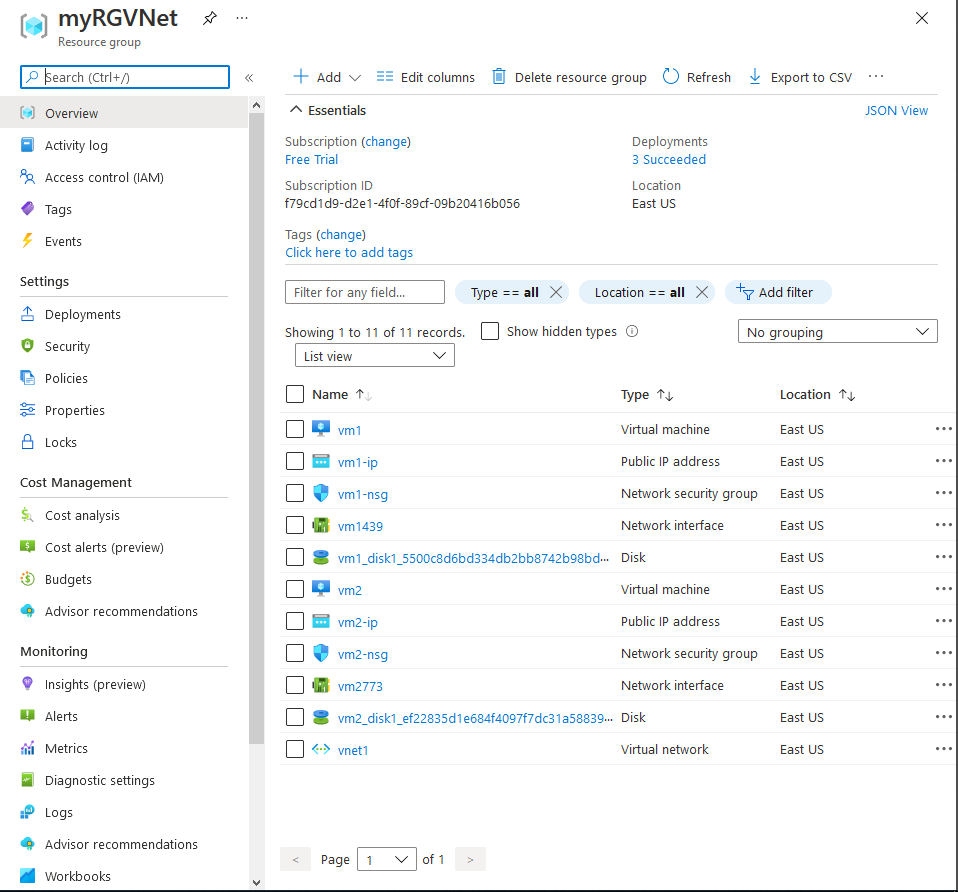 myRGVNet
Resource group
Search (Ctrl+/)
Overview
Activity log
Access control (IAM)
Tags
Events
Settings
Deployments
Security
Policies
Properties
Locks
Cost Management
Cost analysis
Cost alerts (preview)
Budgets
Advisor recommendations
Monitoring
Insights (preview)
Alerts
Metrics
Diagnostic settings
Logs
Advisor recommendations
Workbooks
Add Edit columns Delete resource group Refresh Export to CSV ...
Essentials JSON View
Subscription (change) Deployments
Free Trial 3 Succeeded
Subscription ID Location
f79cd1d9-d2e1-4f0f-89cf-09b20416b056 East US
Tags (change)
Click here to add tags
Filter for any field... Type == all Location == all Add filter
Showing 1 to 11 of 11 records. Show hidden types No grouping
List view
Name Type Location
vm1 Virtual machine East US
vm1-ip Public IP address East US
vm1-nsg Network security group East US
vm1439 Network interface East US
vm1_disk1_5500c8d6bd334db2bb8742b98bd... Disk East US
vm2 Virtual machine East US
vm2-ip Public IP address East US
vm2-nsg Network security group East US
vm2773 Network interface East US
vm2_disk1_ef22835d1e684f4097f7dc31a58839... Disk East US
vnet1 Virtual network East US
< Page 1 of 1 >